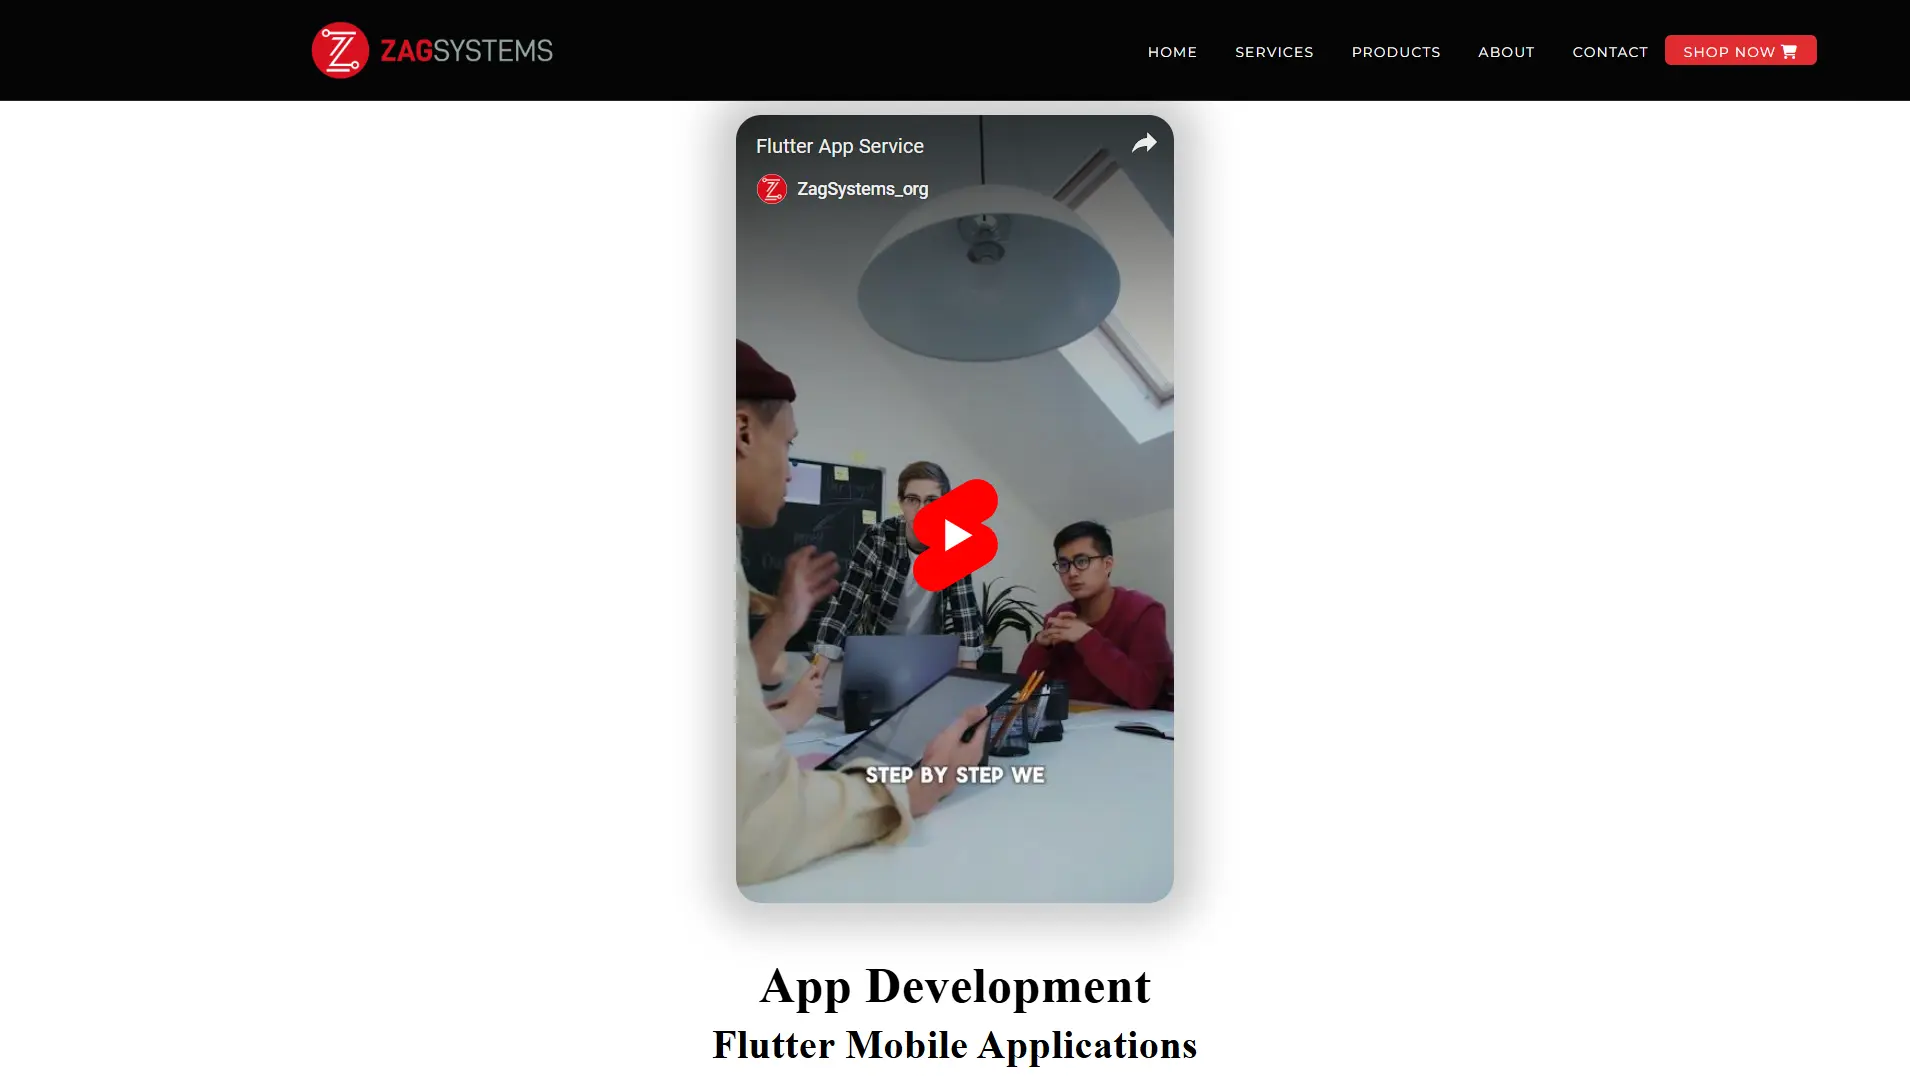 ZAGSYSTEMS
HOME SERVICES PRODUCTS ABOUT CONTACT SHOP NOW
Flutter App Service
ZagSystems_org
STEP BY STEP WE
App Development
Flutter Mobile Applications